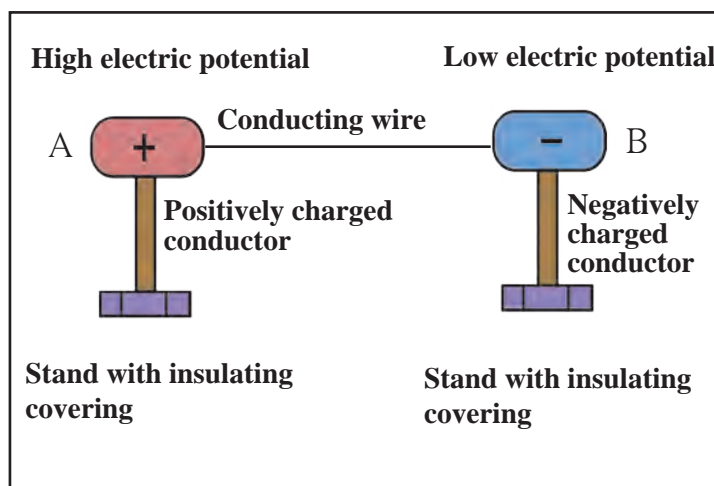 High electric potential
Low electric potential
Conducting wire
A
+
-
B
Positively charged
conductor
Negatively
charged
conductor
Stand with insulating
covering
Stand with insulating
covering